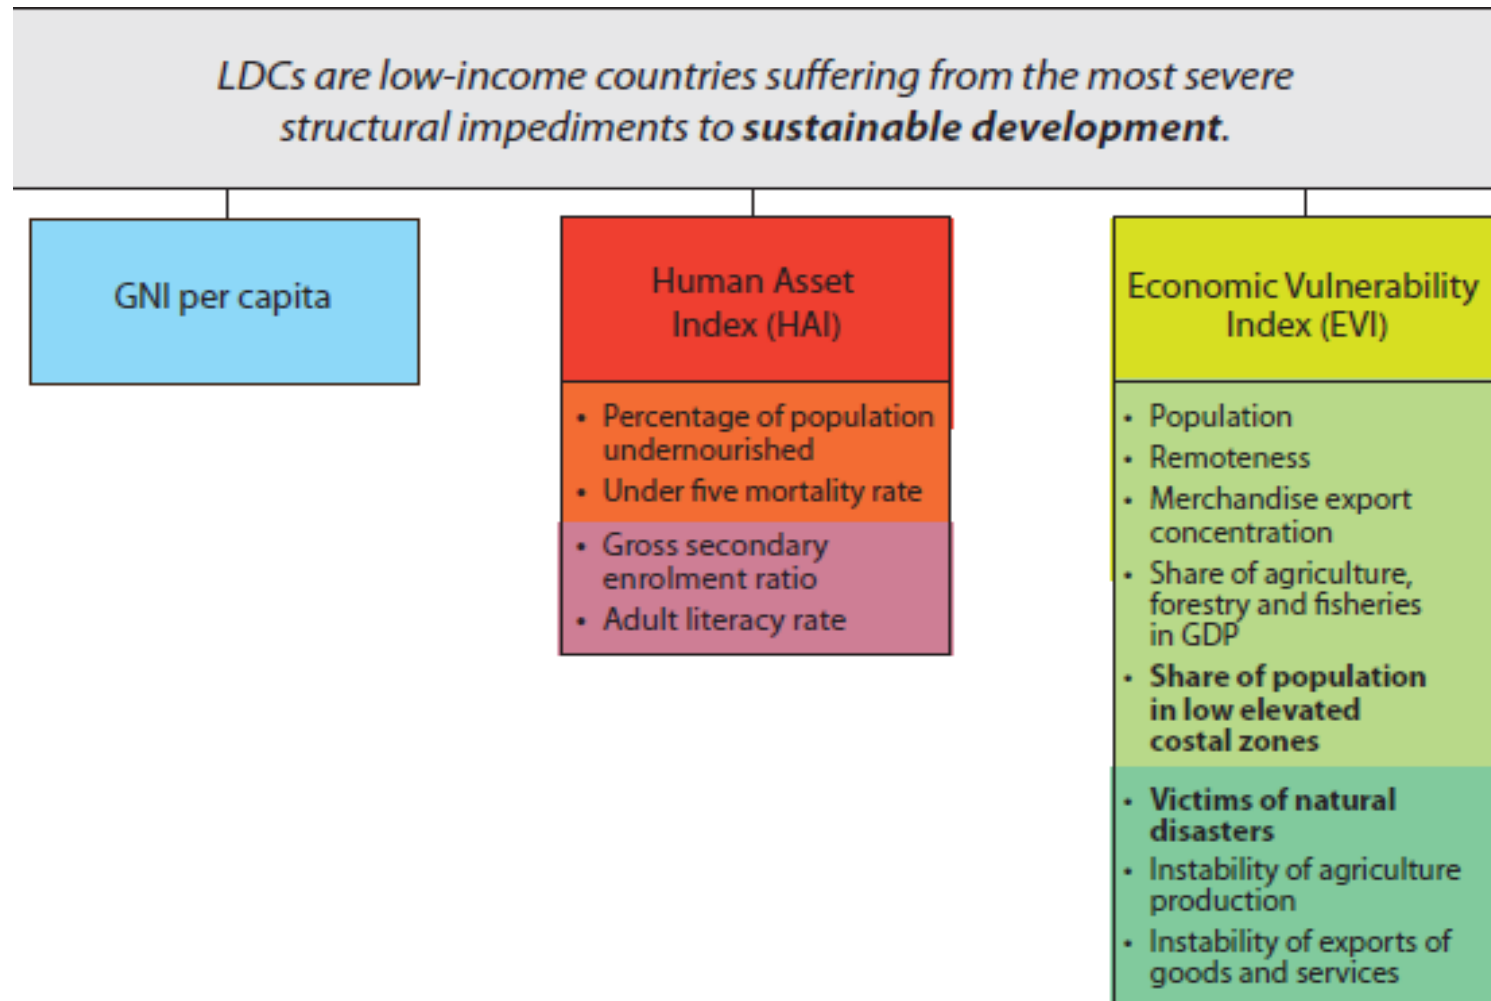 LDCs are low-income countries suffering from the most severe
structural impediments to sustainable development.
GNI per capita
Human Asset
Index (HAI)
• Percentage of population
undernourished
• Under five mortality rate
• Gross secondary
enrolment ratio
• Adult literacy rate
Economic Vulnerability
Index (EVI)
• Population
• Remoteness
• Merchandise export
concentration
• Share of agriculture,
forestry and fisheries
in GDP
• Share of population
in low elevated
costal zones
• Victims of natural
disasters
• Instability of agriculture
production
• Instability of exports of
goods and services